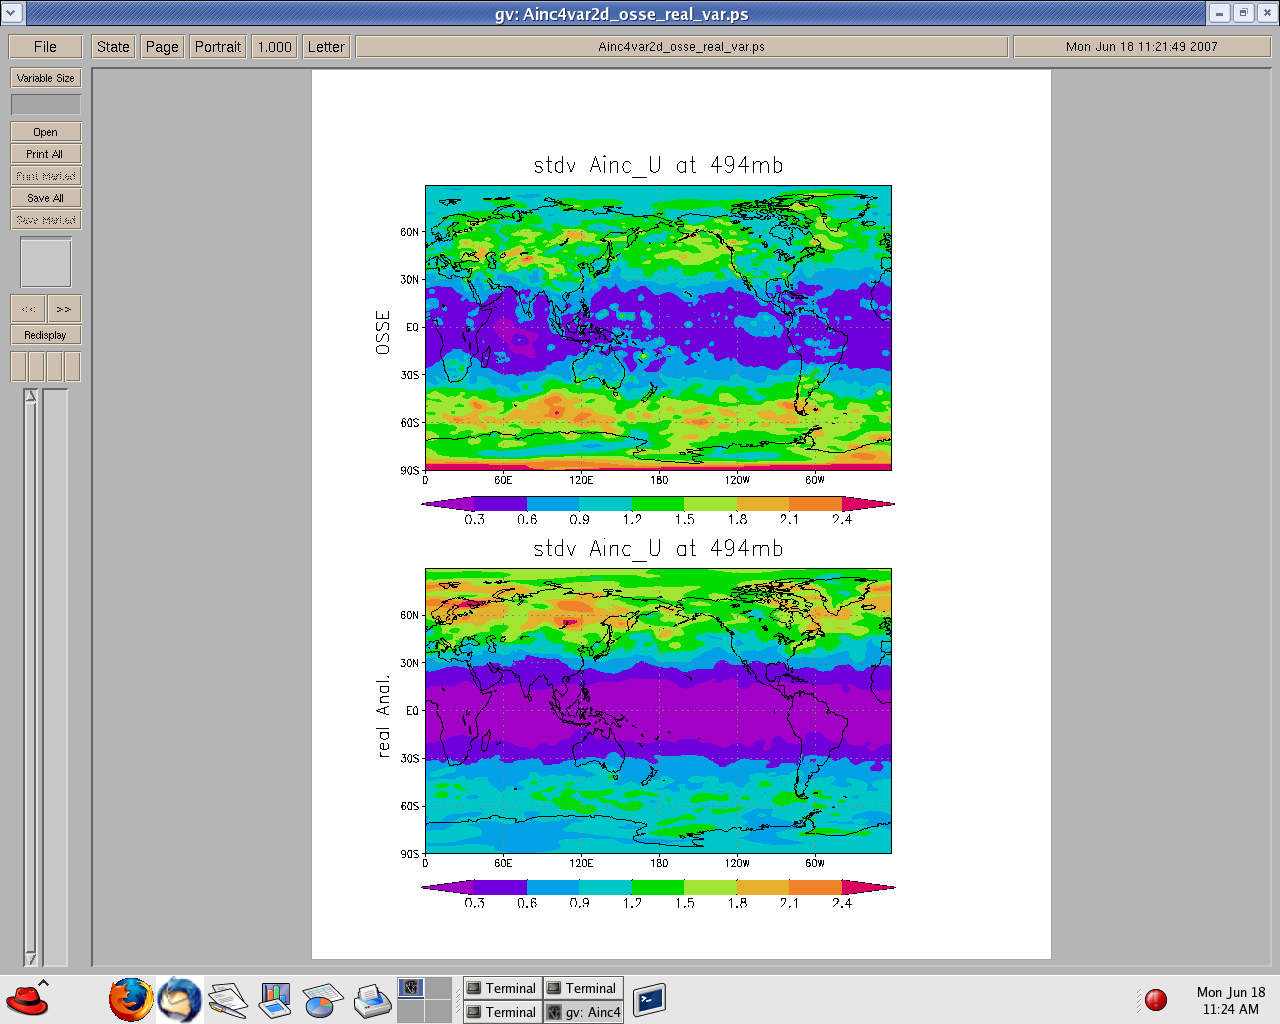 gv: Ainc4var2d_osse_real_var.ps
File
State
Page
Portrait
1.000
Letter
Ainc4var2d_osse_real_var.ps
Mon Jun 18 11:21:49 2007
Variable Size
Open
Print All
Print Marked
Save All
Save Marked
<< >>
Redisplay
stdv Ainc_U at 494mb
OSSE
60N
30N
EQ
30S
60S
90S
0 60E 120E 180 120W 60W
0.3 0.6 0.9 1.2 1.5 1.8 2.1 2.4
stdv Ainc_U at 494mb
real Anal.
60N
30N
EQ
30S
60S
90S
0 60E 120E 180 120W 60W
0.3 0.6 0.9 1.2 1.5 1.8 2.1 2.4
Terminal
Terminal
Terminal
gv: Ainc4
Mon Jun 18
11:24 AM